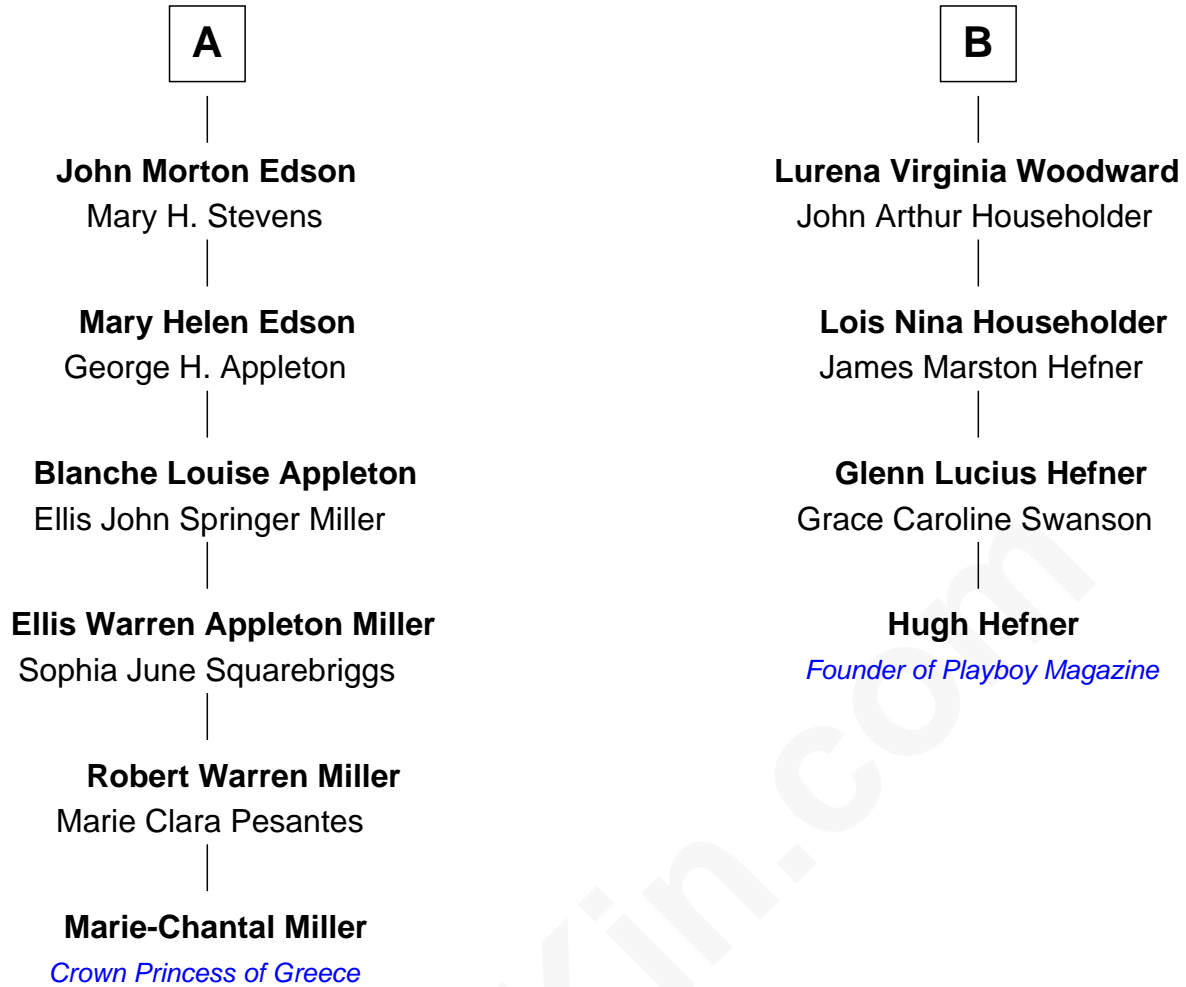 A
John Morton Edson
Mary H. Stevens
Mary Helen Edson
George H. Appleton
Blanche Louise Appleton
Ellis John Springer Miller
Ellis Warren Appleton Miller
Sophia June Squarebriggs
Robert Warren Miller
Marie Clara Pesantes
Marie-Chantal Miller
Crown Princess of Greece
B
Lurena Virginia Woodward
John Arthur Householder
Lois Nina Householder
James Marston Hefner
Glenn Lucius Hefner
Grace Caroline Swanson
Hugh Hefner
Founder of Playboy Magazine
Kin.com